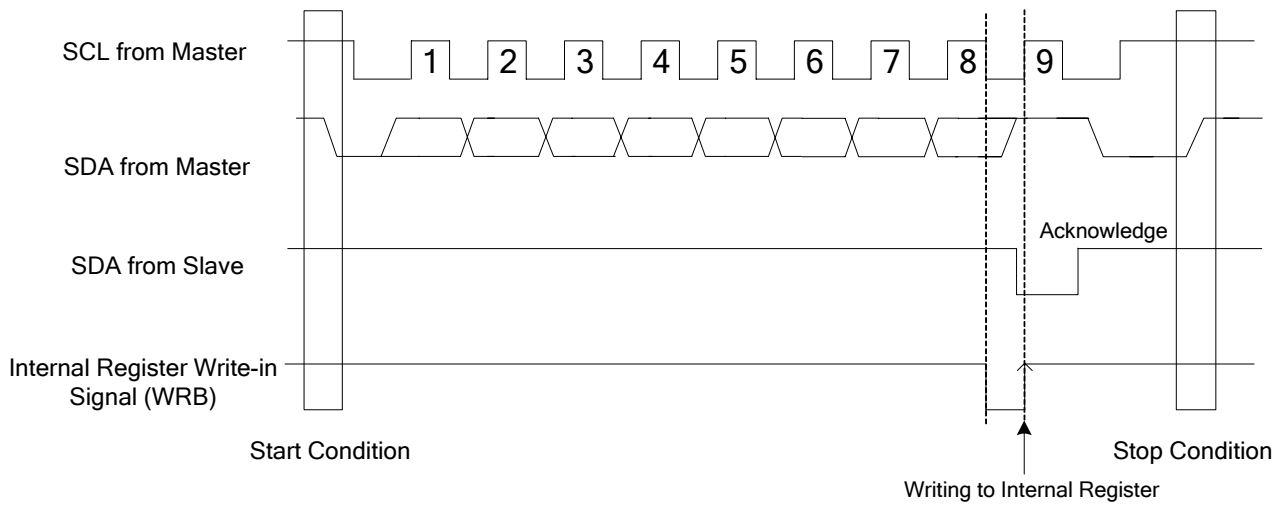 SCL from Master
1 2 3 4 5 6 7 8 9
SDA from Master
Acknowledge
SDA from Slave
Internal Register Write-in
Signal (WRB)
Start Condition
Stop Condition
Writing to Internal Register